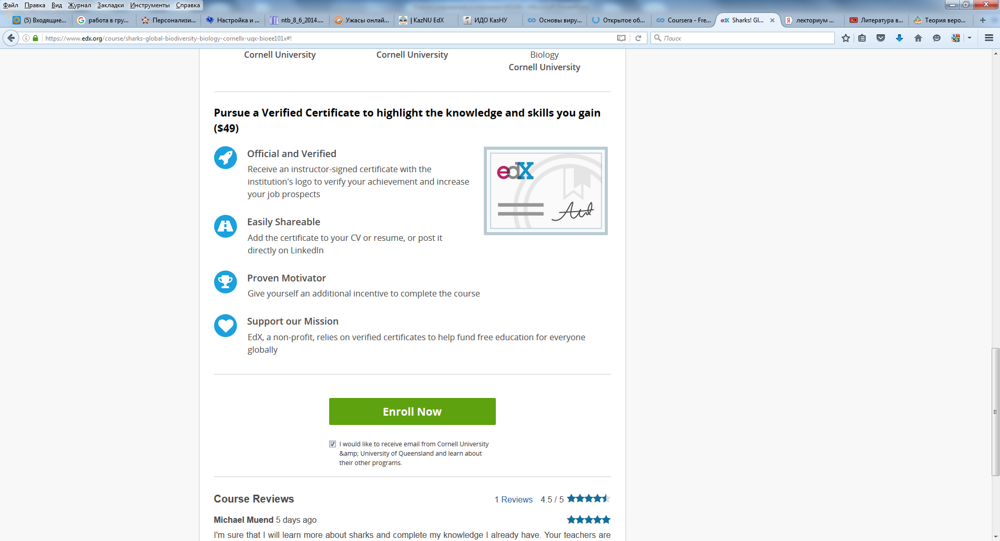 Файл Правка Вид Журнал Закладки Инструменты Справка
(5) Входящие... работа в гру... Персонализи... Настройка и ... ntb_8_6_2014.... Ужасы онлай... | KazNU EdX ИДО КазНУ Основы виру... Открытое об... Coursera - Fre... edX Sharks! Gl... Я лекториум ... Литература в... Теория веро...
https://www.edx.org/course/sharks-global-biodiversity-biology-cornellx-uqx-bioee101x#! Поиск
Cornell University Cornell University Biology
Cornell University
Pursue a Verified Certificate to highlight the knowledge and skills you gain
($49)
Official and Verified
Receive an instructor-signed certificate with the
institution's logo to verify your achievement and increase
your job prospects
edX
Easily Shareable
Add the certificate to your CV or resume, or post it
directly on LinkedIn
Proven Motivator
Give yourself an additional incentive to complete the course
Support our Mission
EdX, a non-profit, relies on verified certificates to help fund free education for everyone
globally
Enroll Now
I would like to receive email from Cornell University
&amp; University of Queensland and learn about
their other programs.
Course Reviews 1 Reviews 4.5 / 5
Michael Muend 5 days ago
I'm sure that I will learn more about sharks and complete my knowledge I already have. Your teachers are